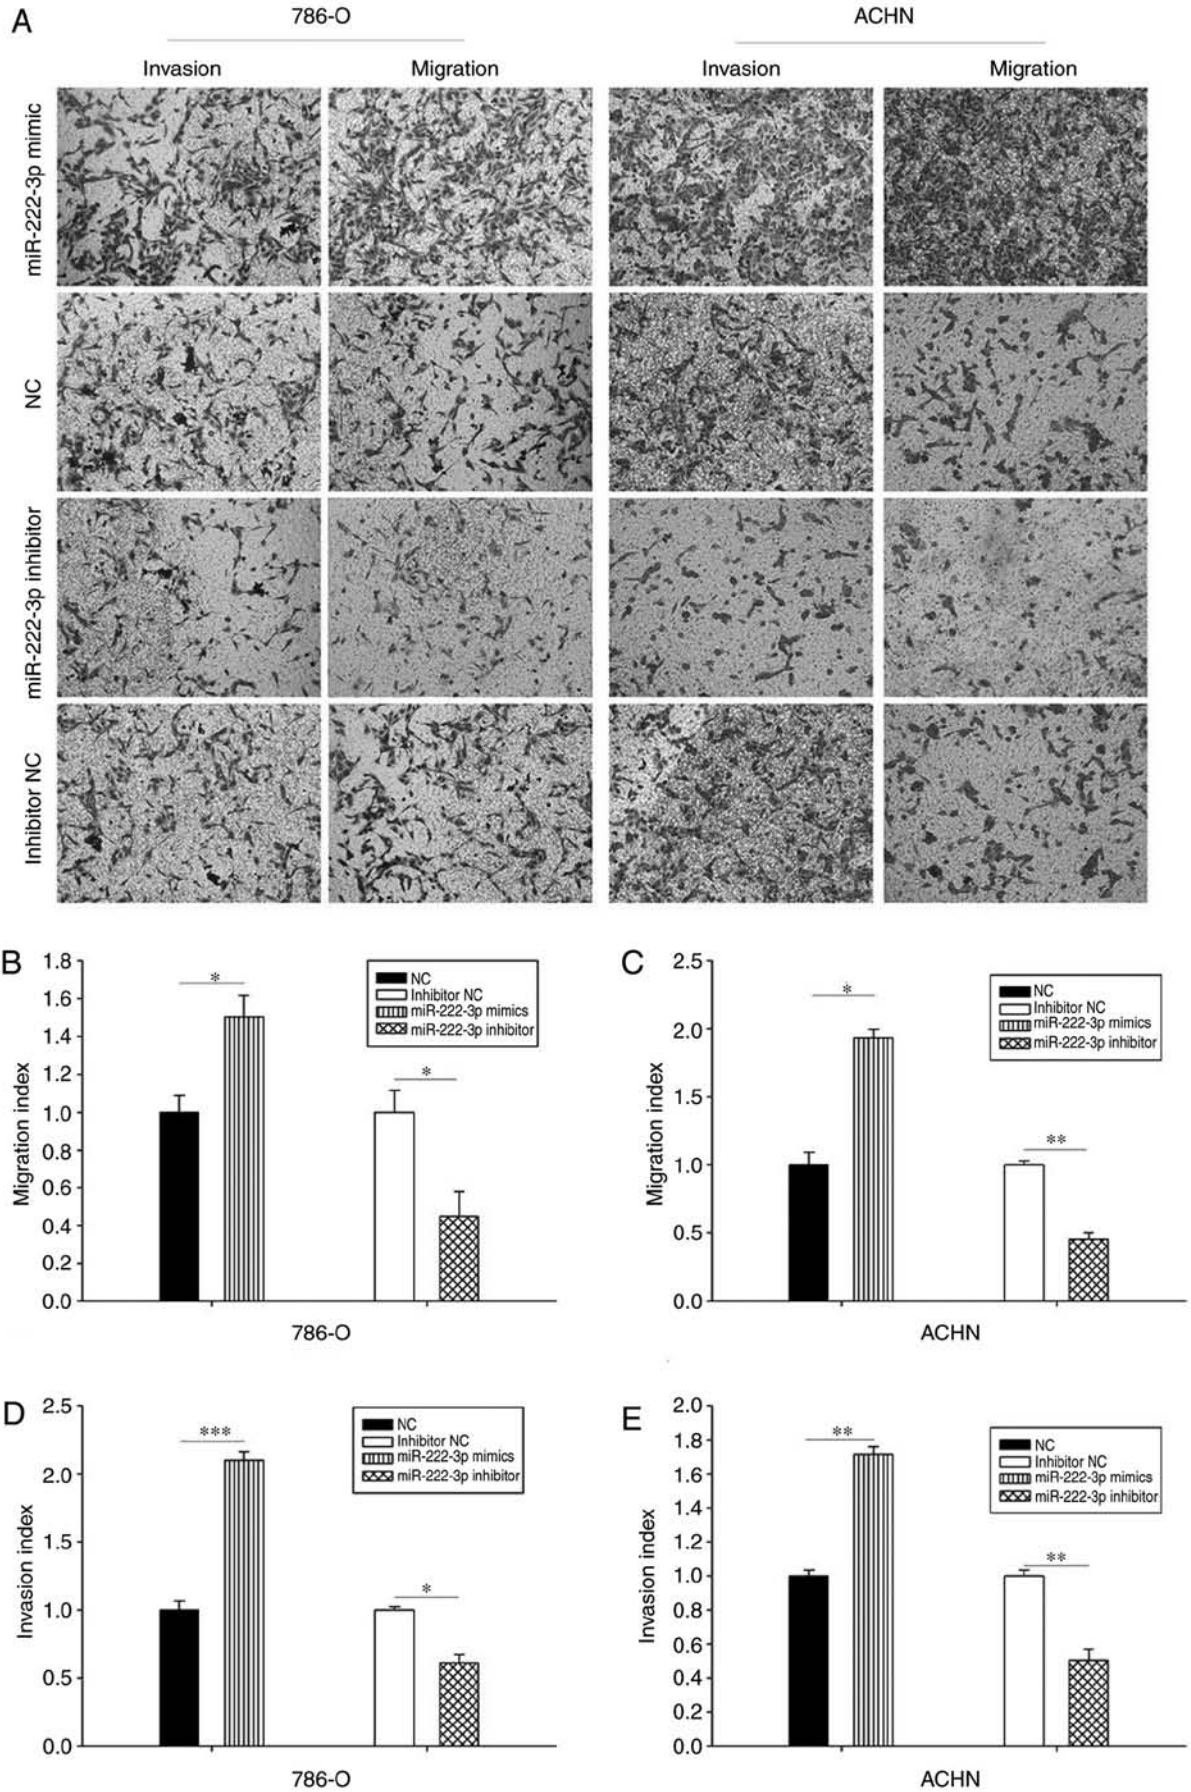 A
786-O
ACHN
Invasion
Migration
Invasion
Migration
miR-222-3p mimic
NC
miR-222-3p inhibitor
Inhibitor NC
B
1.8
1.6
1.4
1.2
1.0
0.8
0.6
0.4
0.2
0.0
Migration index
*
*
NC
Inhibitor NC
miR-222-3p mimics
miR-222-3p inhibitor
786-O
C
2.5
2.0
1.5
1.0
0.5
0.0
Migration index
*
**
NC
Inhibitor NC
miR-222-3p mimics
miR-222-3p inhibitor
ACHN
D
2.5
2.0
1.5
1.0
0.5
0.0
Invasion index
***
*
NC
Inhibitor NC
miR-222-3p mimics
miR-222-3p inhibitor
786-O
E
2.0
1.8
1.6
1.4
1.2
1.0
0.8
0.6
0.4
0.2
0.0
Invasion index
**
**
NC
Inhibitor NC
miR-222-3p mimics
miR-222-3p inhibitor
ACHN